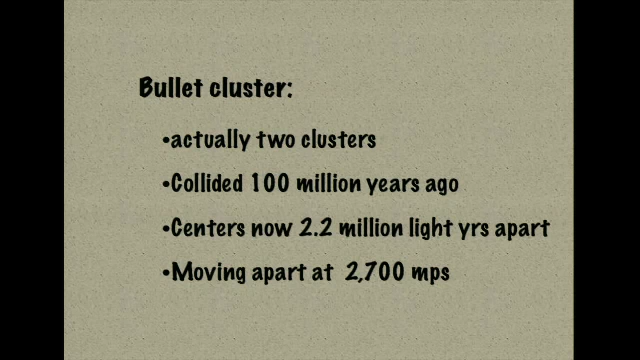 Bullet cluster:
•actually two clusters
•Collided 100 million years ago
•Centers now 2.2 million light yrs apart
•Moving apart at 2,700 mps